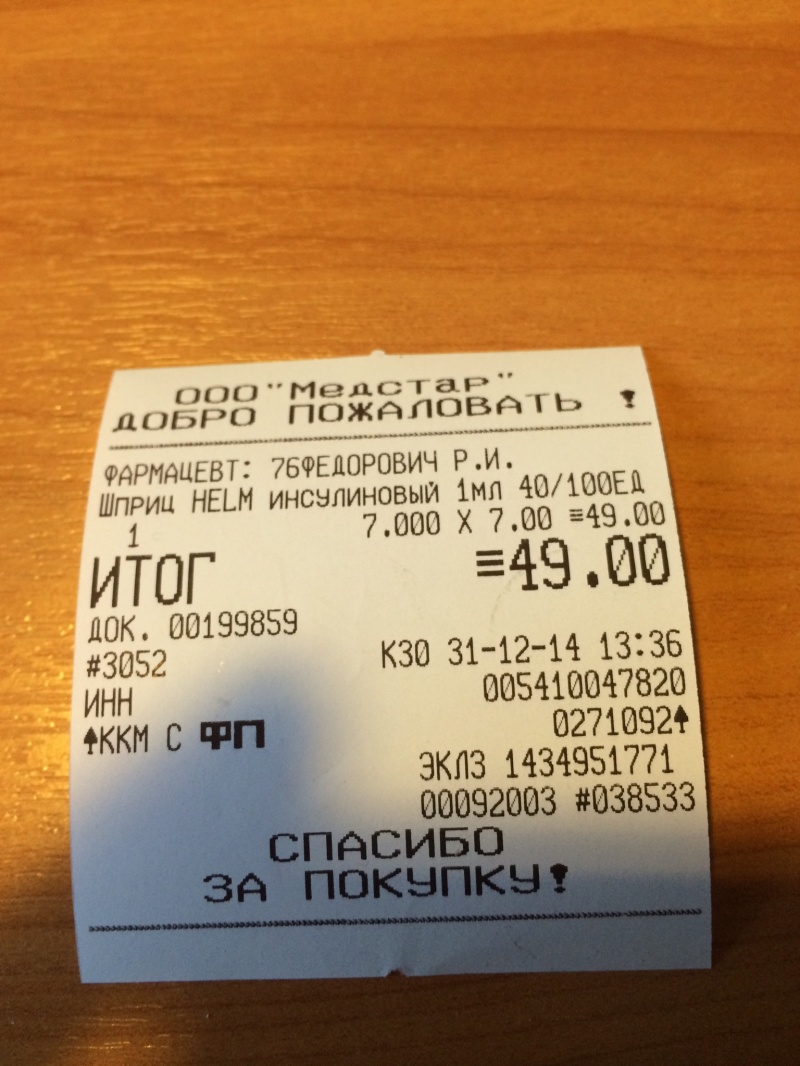 ООО "Медстар"
ДОБРО ПОЖАЛОВАТЬ !
ФАРМАЦЕВТ: 76ФЕДОРОВИЧ Р.И.
ШПРИЦ HELM ИНСУЛИНОВЫЙ 1МЛ 40/100ЕД
1 7.000 X 7.00 ≡49.00
ИТОГ ≡49.00
ДОК. 00199859
#3052 КЗ0 31-12-14 13:36
ИНН 005410047820
ККМ С ФП 0271092
ЭКЛЗ 1434951771
00092003 #038533
СПАСИБО
ЗА ПОКУПКУ!